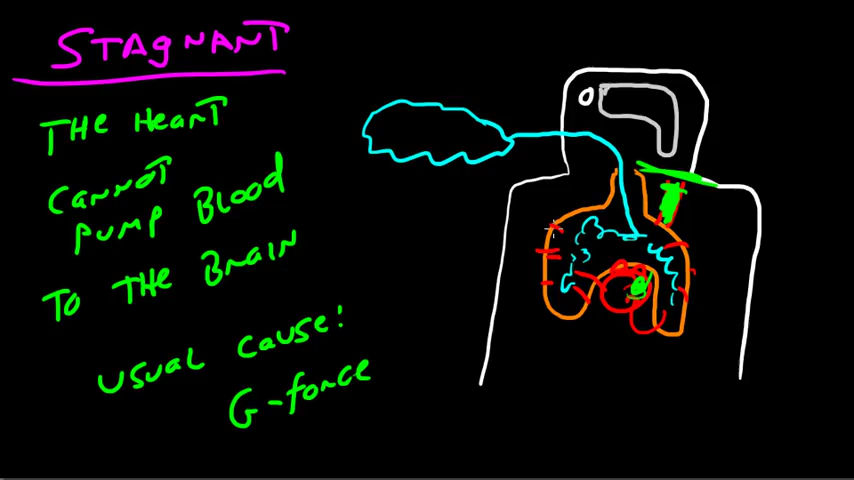 STAgNANT
THE HearT
CANNOT
PUMP BLOOD
TO THE BRAIN
USUAL CAUSE:
G-force